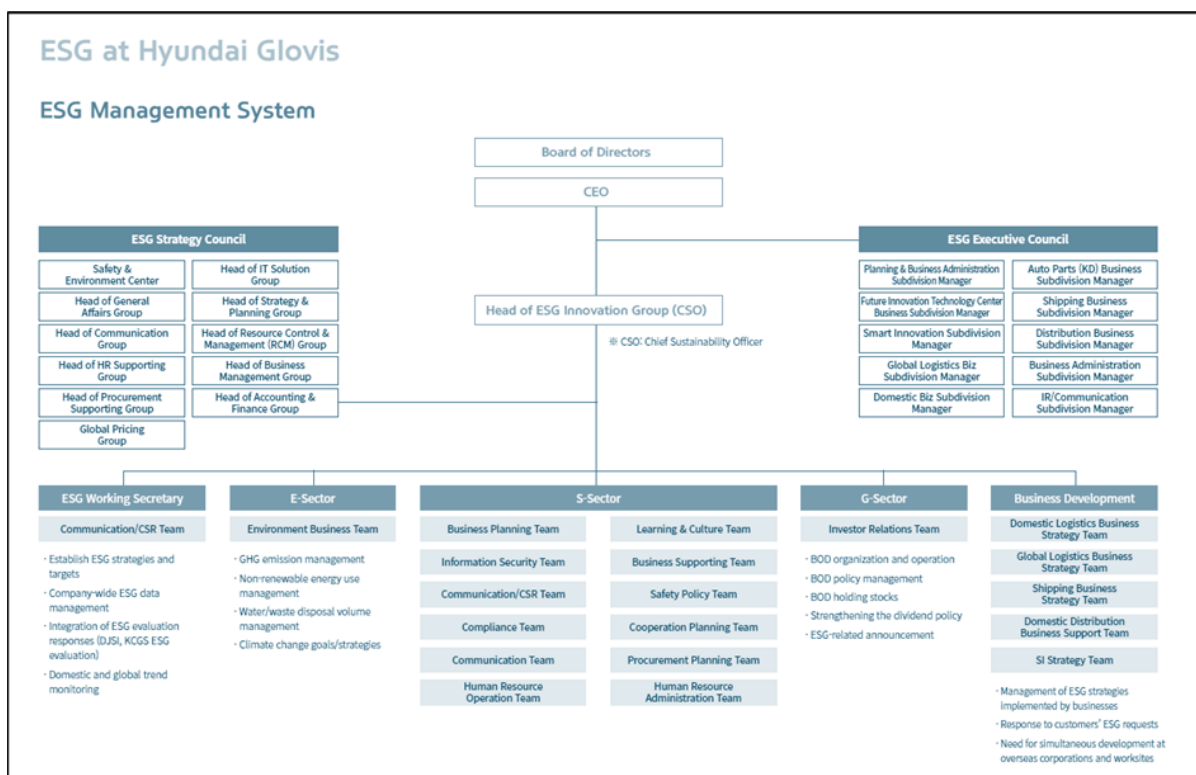 ESG at Hyundai Glovis
ESG Management System
Board of Directors
CEO
ESG Strategy Council
Safety &
Environment Center
Head of IT Solution
Group
Head of General
Affairs Group
Head of Strategy &
Planning Group
Head of Communication
Group
Head of Resource Control &
Management (RCM) Group
Head of HR Supporting
Group
Head of Business
Management Group
Head of Procurement
Supporting Group
Head of Accounting &
Finance Group
Global Pricing
Group
Head of ESG Innovation Group (CSO)
※ CSO: Chief Sustainability Officer
ESG Executive Council
Planning & Business Administration
Subdivision Manager
Auto Parts (KD) Business
Subdivision Manager
Future Innovation Technology Center
Business Subdivision Manager
Shipping Business
Subdivision Manager
Smart Innovation Subdivision
Manager
Distribution Business
Subdivision Manager
Global Logistics Biz
Subdivision Manager
Business Administration
Subdivision Manager
Domestic Biz Subdivision
Manager
IR/Communication
Subdivision Manager
ESG Working Secretary
Communication/CSR Team
· Establish ESG strategies and
targets
· Company-wide ESG data
management
· Integration of ESG evaluation
responses (DJSI, KCGS ESG
evaluation)
· Domestic and global trend
monitoring
E-Sector
Environment Business Team
· GHG emission management
· Non-renewable energy use
management
· Water/waste disposal volume
management
· Climate change goals/strategies
S-Sector
Business Planning Team
Learning & Culture Team
Information Security Team
Business Supporting Team
Communication/CSR Team
Safety Policy Team
Compliance Team
Cooperation Planning Team
Communication Team
Procurement Planning Team
Human Resource
Operation Team
Human Resource
Administration Team
G-Sector
Investor Relations Team
· BOD organization and operation
· BOD policy management
· BOD holding stocks
· Strengthening the dividend policy
· ESG-related announcement
Business Development
Domestic Logistics Business
Strategy Team
Global Logistics Business
Strategy Team
Shipping Business
Strategy Team
Domestic Distribution
Business Support Team
SI Strategy Team
· Management of ESG strategies
implemented by businesses
· Response to customers' ESG requests
· Need for simultaneous development at
overseas corporations and worksites